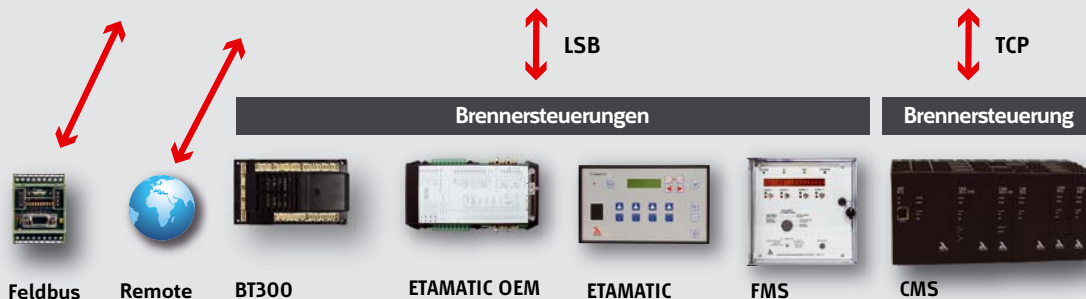 LSB
TCP
Brennersteuerungen
Brennersteuerung
Feldbus
Remote
BT300
ETAMATIC OEM
ETAMATIC
FMS
CMS